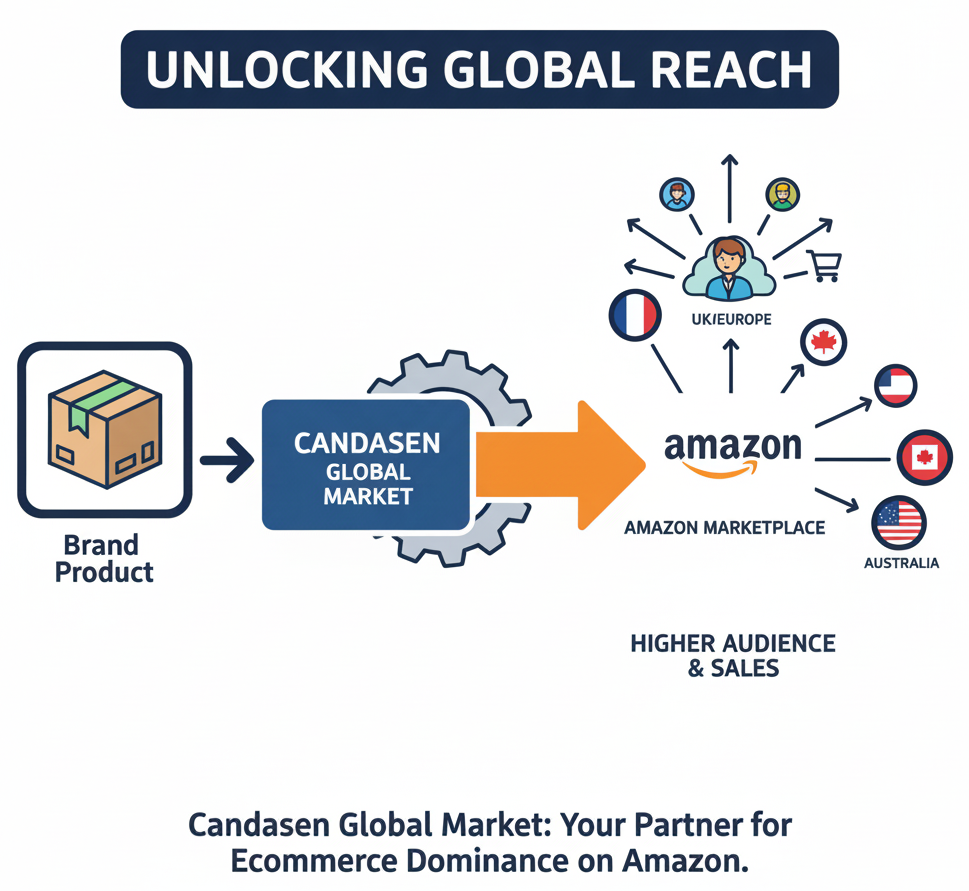 UNLOCKING GLOBAL REACH
UK/EUROPE
CANDASEN
GLOBAL
MARKET
amazon
AMAZON MARKETPLACE
AUSTRALIA
Brand
Product
HIGHER AUDIENCE
& SALES
Candasen Global Market: Your Partner for
Ecommerce Dominance on Amazon.